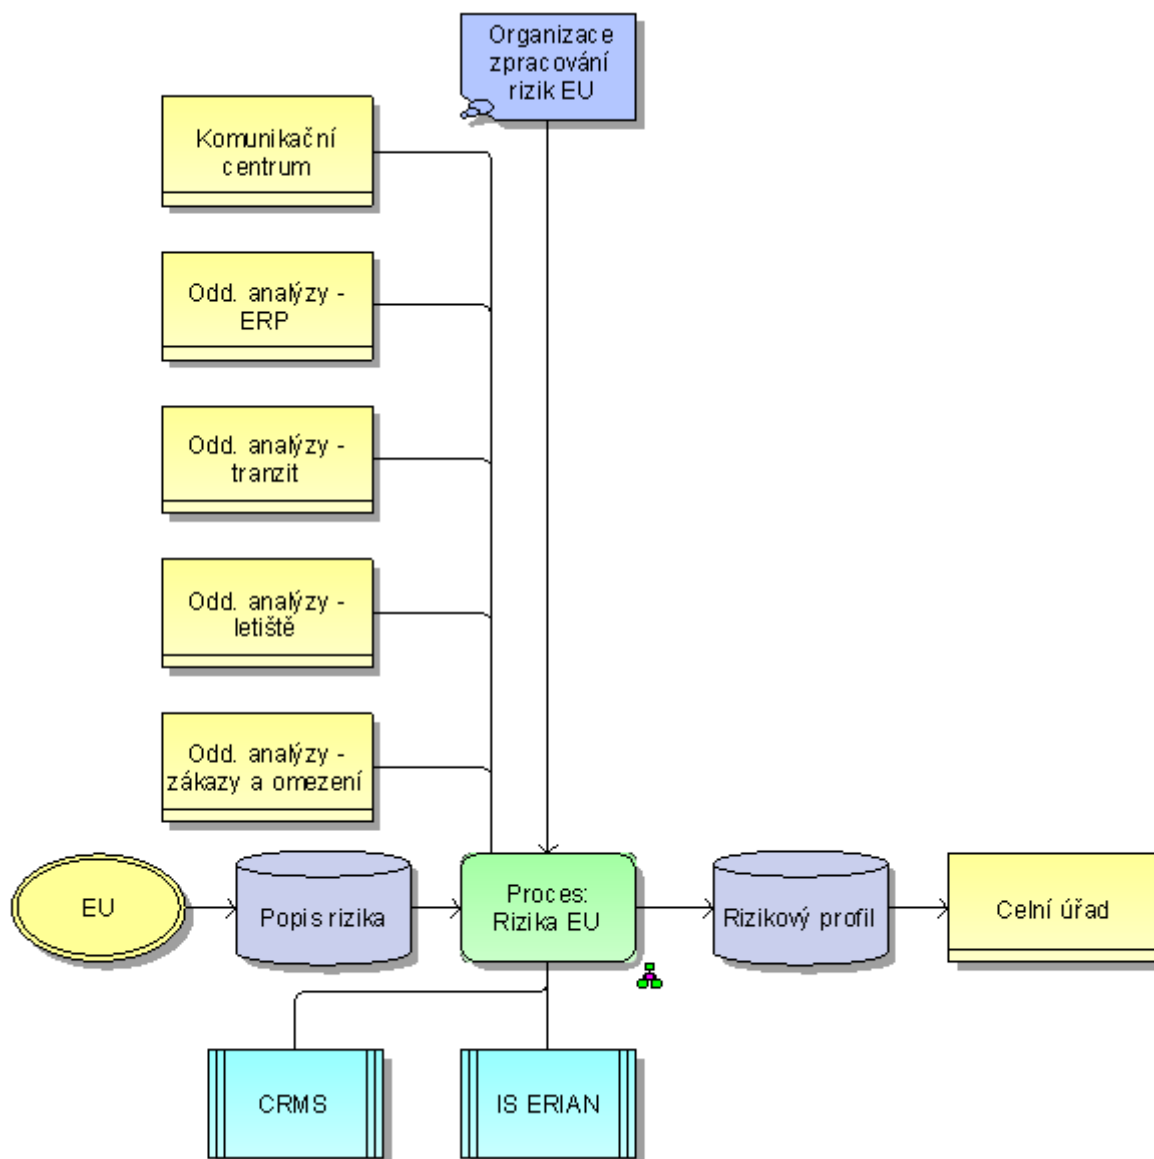 Organizace
zpracování
rizik EU
Komunikační
centrum
Odd. analýzy -
ERP
Odd. analýzy -
tranzit
Odd. analýzy -
letiště
Odd. analýzy -
zákazy a omezení
EU
Popis rizika
Proces:
Rizika EU
Rizikový profil
Celní úřad
CRMS
IS ERIAN